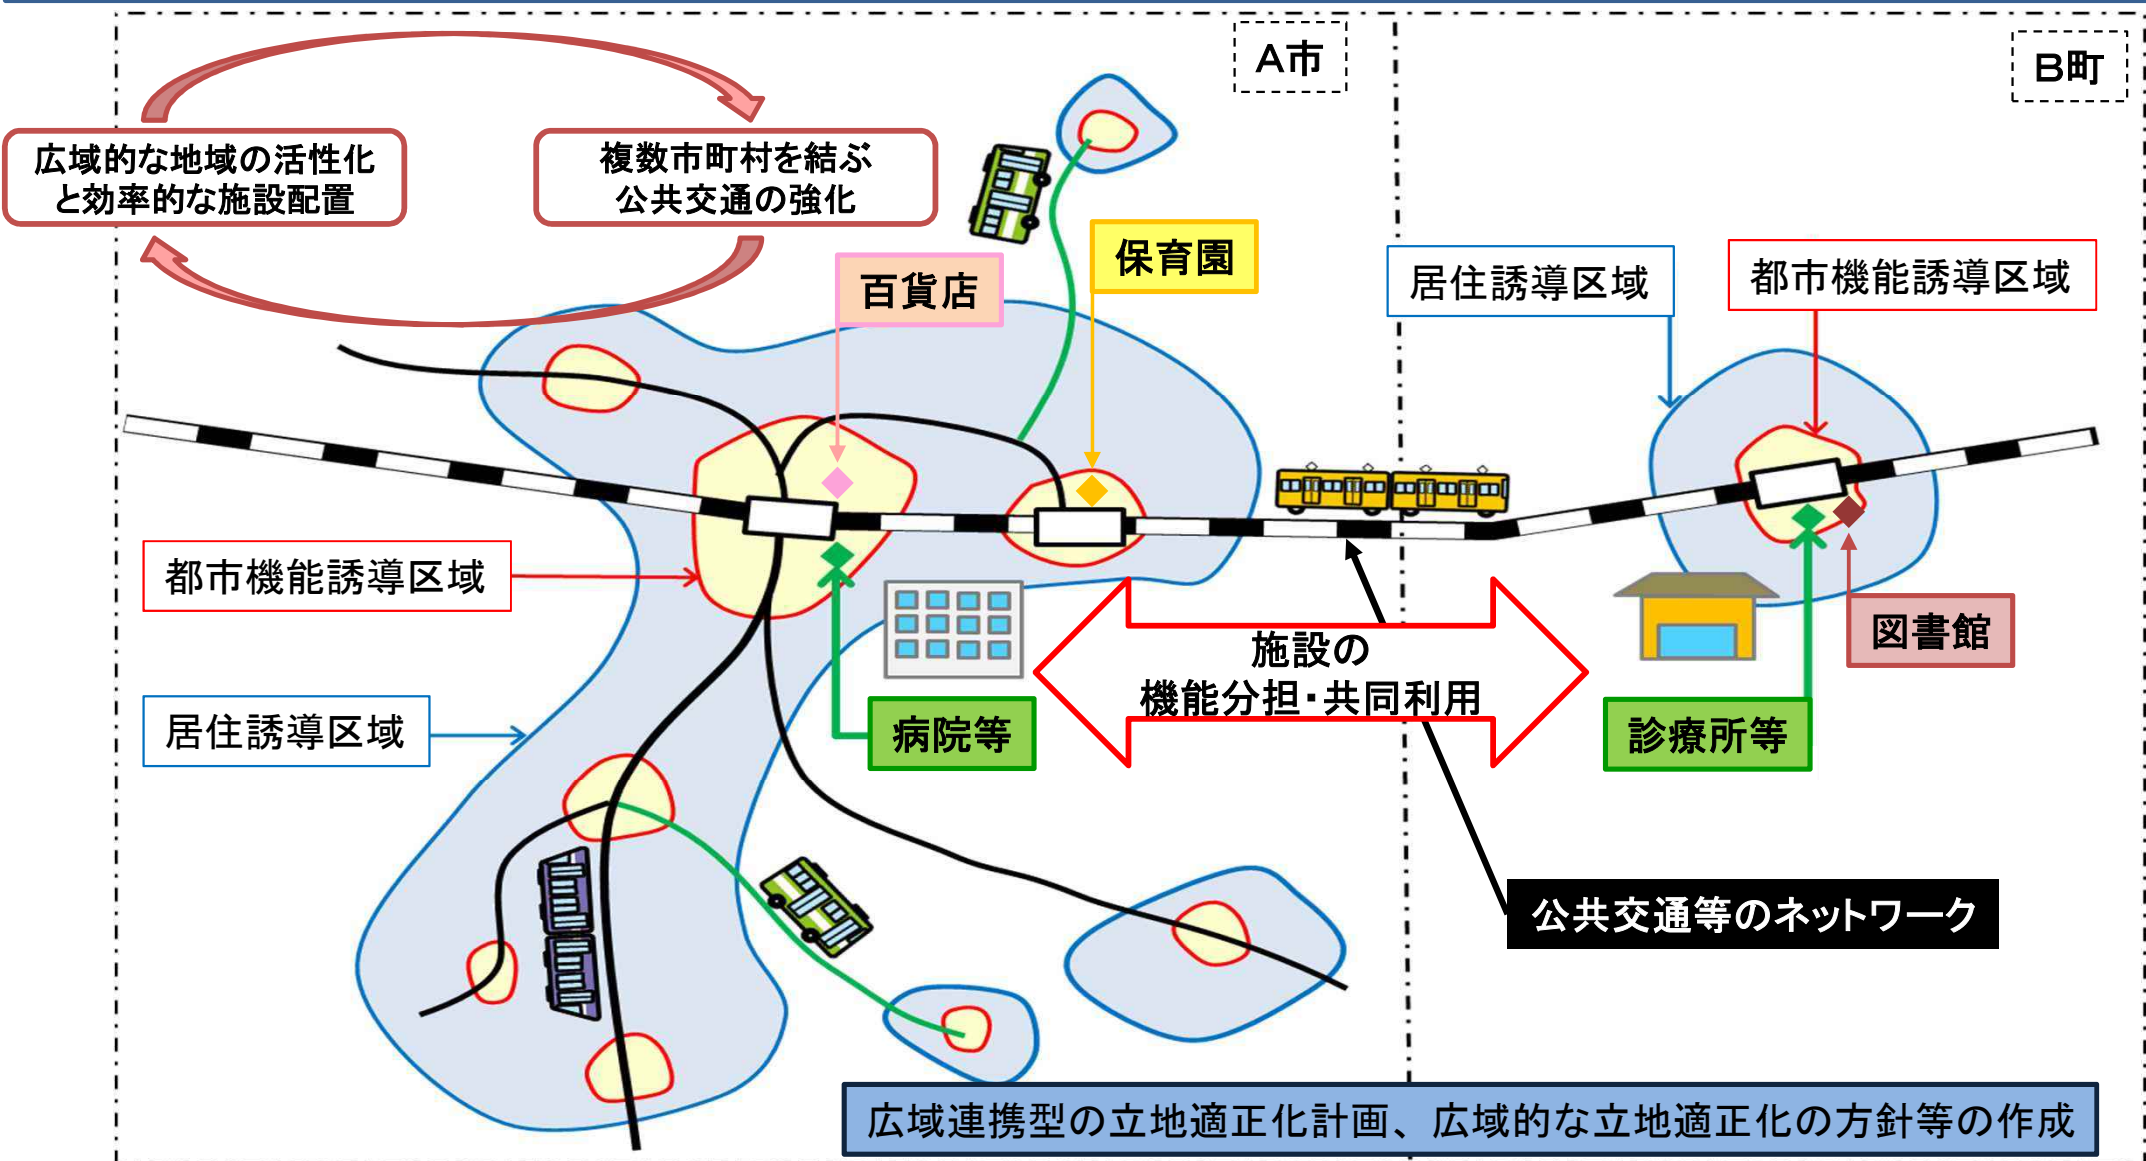 A市
B町
広域的な地域の活性化
と効率的な施設配置
複数市町村を結ぶ
公共交通の強化
百貨店
保育園
居住誘導区域
都市機能誘導区域
都市機能誘導区域
居住誘導区域
病院等
施設の
機能分担・共同利用
図書館
診療所等
公共交通等のネットワーク
広域連携型の立地適正化計画、広域的な立地適正化の方針等の作成